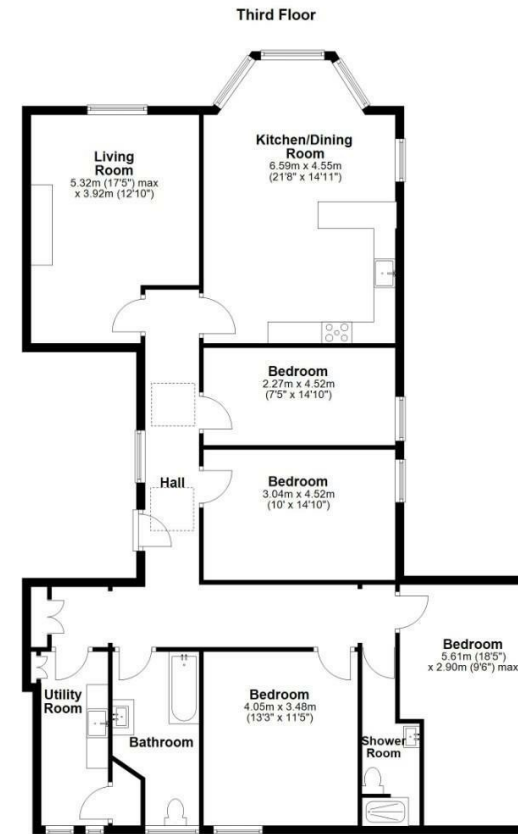 Third Floor
Living
Room
5.32m (17'5") max
x 3.92m (12'10")
Kitchen/Dining
Room
6.59m x 4.55m
(21'8" x 14'11")
Bedroom
2.27m x 4.52m
(7'5" x 14'10")
Hall
Bedroom
3.04m x 4.52m
(10' x 14'10")
Bedroom
5.61m (18'5")
x 2.90m (9'6") max
Utility
Room
Bathroom
Bedroom
4.05m x 3.48m
(13'3" x 11'5")
Shower
Room